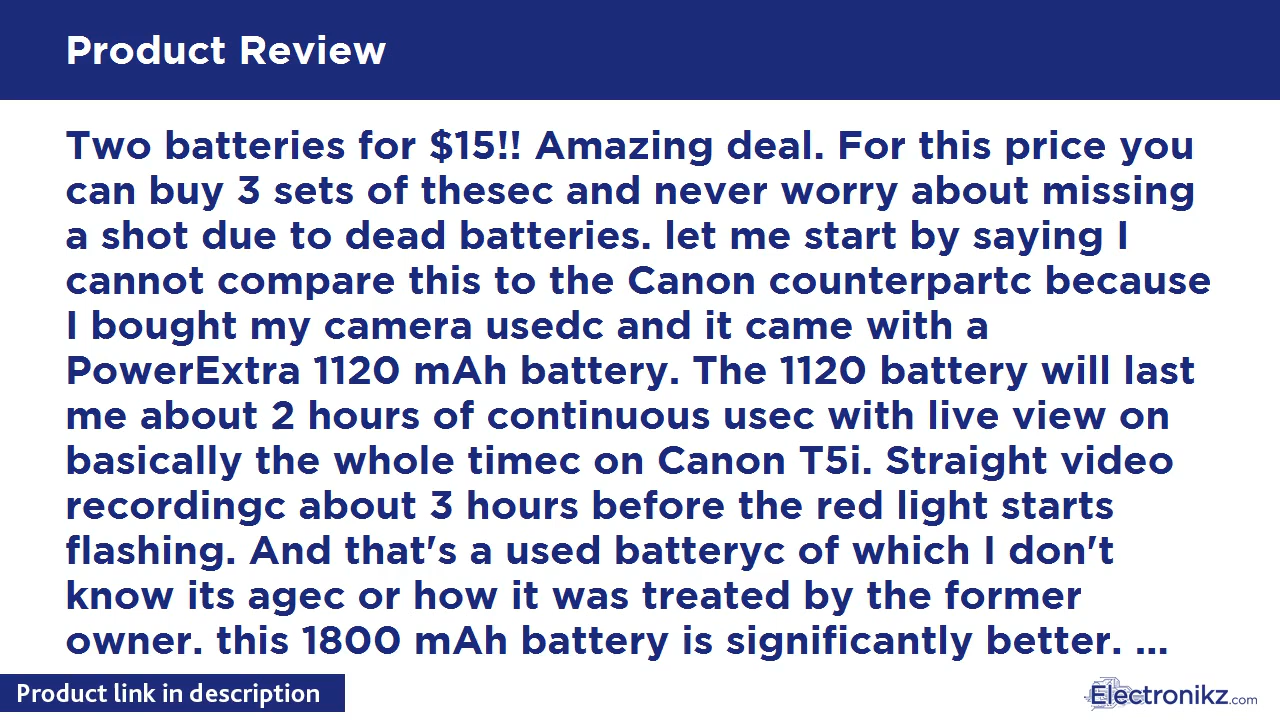 Product Review
Two batteries for $15!! Amazing deal. For this price you
can buy 3 sets of thesec and never worry about missing
a shot due to dead batteries. let me start by saying I
cannot compare this to the Canon counterpartc because
I bought my camera usedc and it came with a
PowerExtra 1120 mAh battery. The 1120 battery will last
me about 2 hours of continuous usec with live view on
basically the whole timec on Canon T5i. Straight video
recordingc about 3 hours before the red light starts
flashing. And that's a used batteryc of which I don't
know its agec or how it was treated by the former
owner. this 1800 mAh battery is significantly better. ...
Product link in description
Electronikz.com